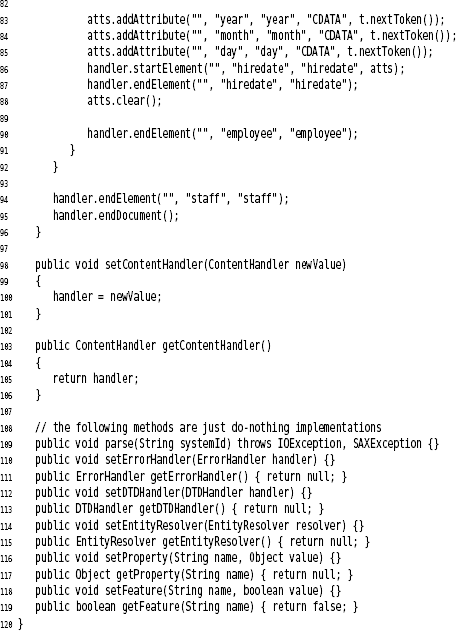 82
83 atts.addAttribute("", "year", "year", "CDATA", t.nextToken());
84 atts.addAttribute("", "month", "month", "CDATA", t.nextToken());
85 atts.addAttribute("", "day", "day", "CDATA", t.nextToken());
86 handler.startElement("", "hiredate", "hiredate", atts);
87 handler.endElement("", "hiredate", "hiredate");
88 atts.clear();
89
90 handler.endElement("", "employee", "employee");
91 }
92 }
93
94 handler.endElement("", "staff", "staff");
95 handler.endDocument();
96 }
97
98 public void setContentHandler(ContentHandler newValue)
99 {
100 handler = newValue;
101 }
102
103 public ContentHandler getContentHandler()
104 {
105 return handler;
106 }
107
108 // the following methods are just do-nothing implementations
109 public void parse(String systemId) throws IOException, SAXException {}
110 public void setErrorHandler(ErrorHandler handler) {}
111 public ErrorHandler getErrorHandler() { return null; }
112 public void setDTDHandler(DTDHandler handler) {}
113 public DTDHandler getDTDHandler() { return null; }
114 public void setEntityResolver(EntityResolver resolver) {}
115 public EntityResolver getEntityResolver() { return null; }
116 public void setProperty(String name, Object value) {}
117 public Object getProperty(String name) { return null; }
118 public void setFeature(String name, boolean value) {}
119 public boolean getFeature(String name) { return false; }
120 }